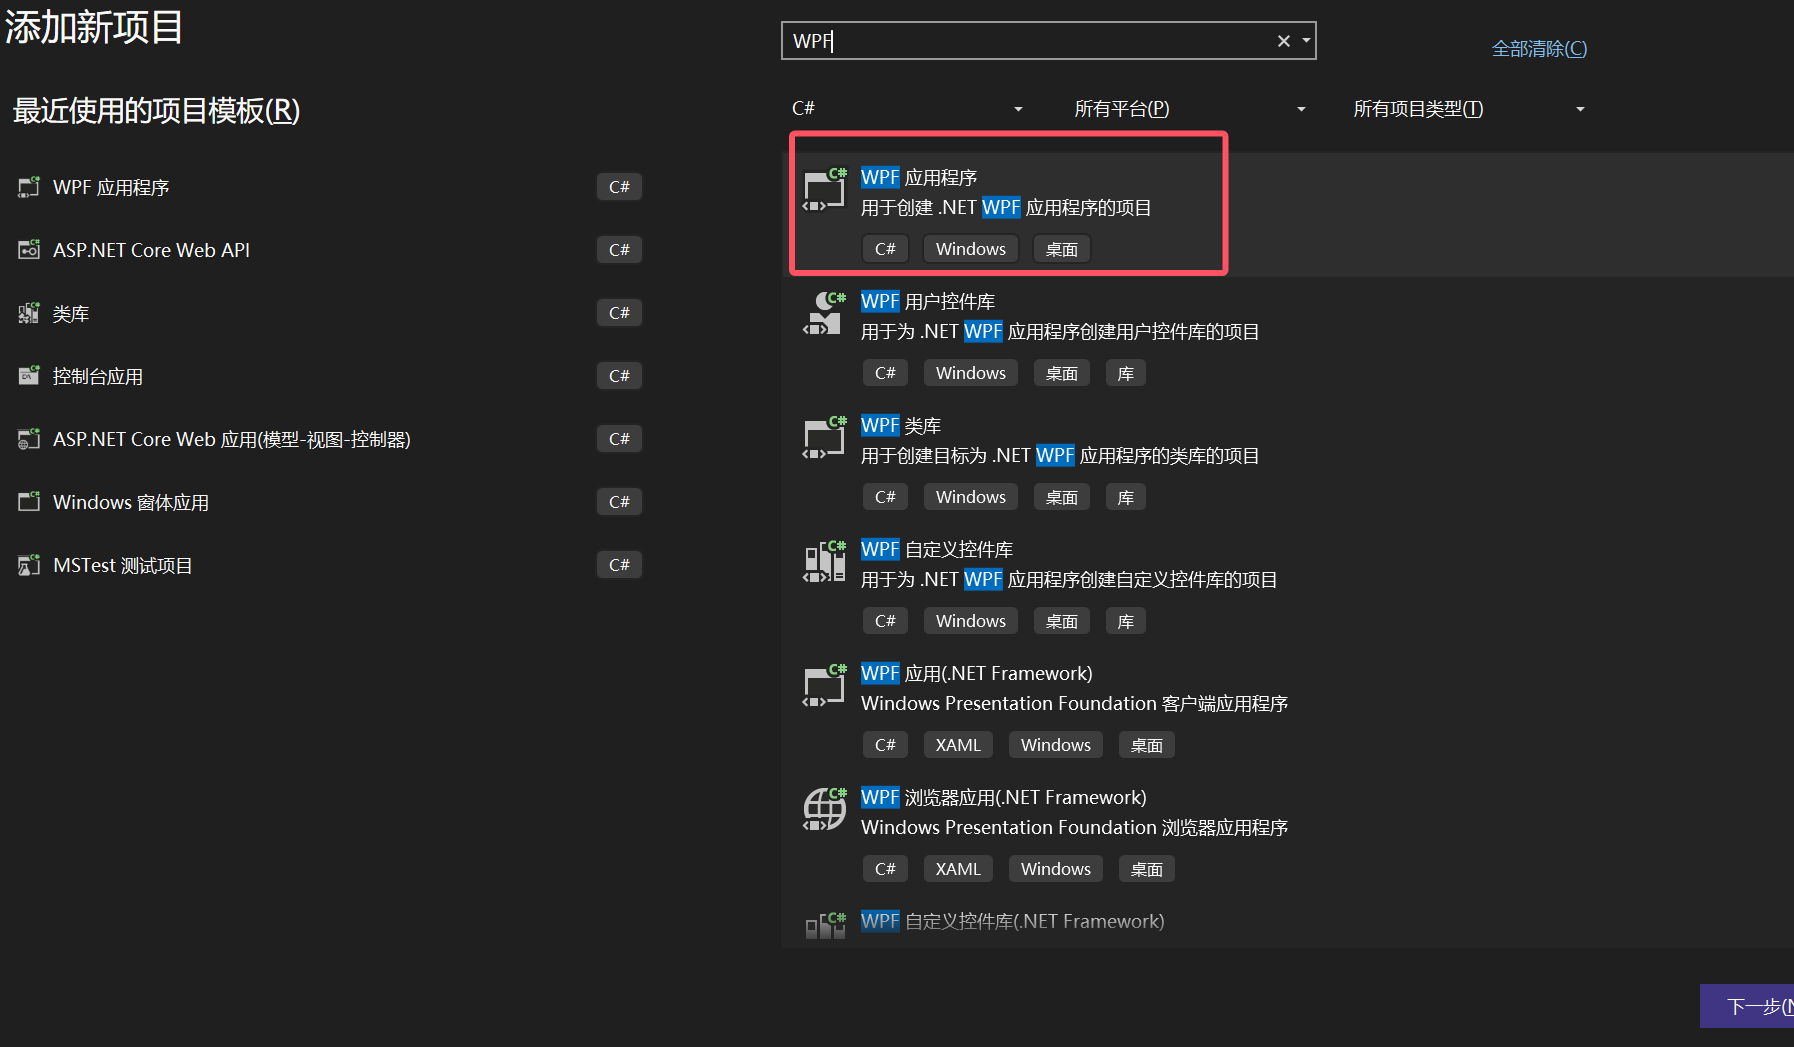 添加新项目
最近使用的项目模板(R)
WPF 应用程序 C#
ASP.NET Core Web API C#
类库 C#
控制台应用 C#
ASP.NET Core Web 应用(模型-视图-控制器) C#
Windows 窗体应用 C#
MSTest 测试项目 C#
WPF
全部清除(C)
C# 所有平台(P) 所有项目类型(T)
WPF 应用程序
用于创建 .NET WPF 应用程序的项目
C# Windows 桌面
WPF 用户控件库
用于为 .NET WPF 应用程序创建用户控件库的项目
C# Windows 桌面 库
WPF 类库
用于创建目标为 .NET WPF 应用程序的类库的项目
C# Windows 桌面 库
WPF 自定义控件库
用于为 .NET WPF 应用程序创建自定义控件库的项目
C# Windows 桌面 库
WPF 应用(.NET Framework)
Windows Presentation Foundation 客户端应用程序
C# XAML Windows 桌面
WPF 浏览器应用(.NET Framework)
Windows Presentation Foundation 浏览器应用程序
C# XAML Windows 桌面
WPF 自定义控件库(.NET Framework)
下一步(N